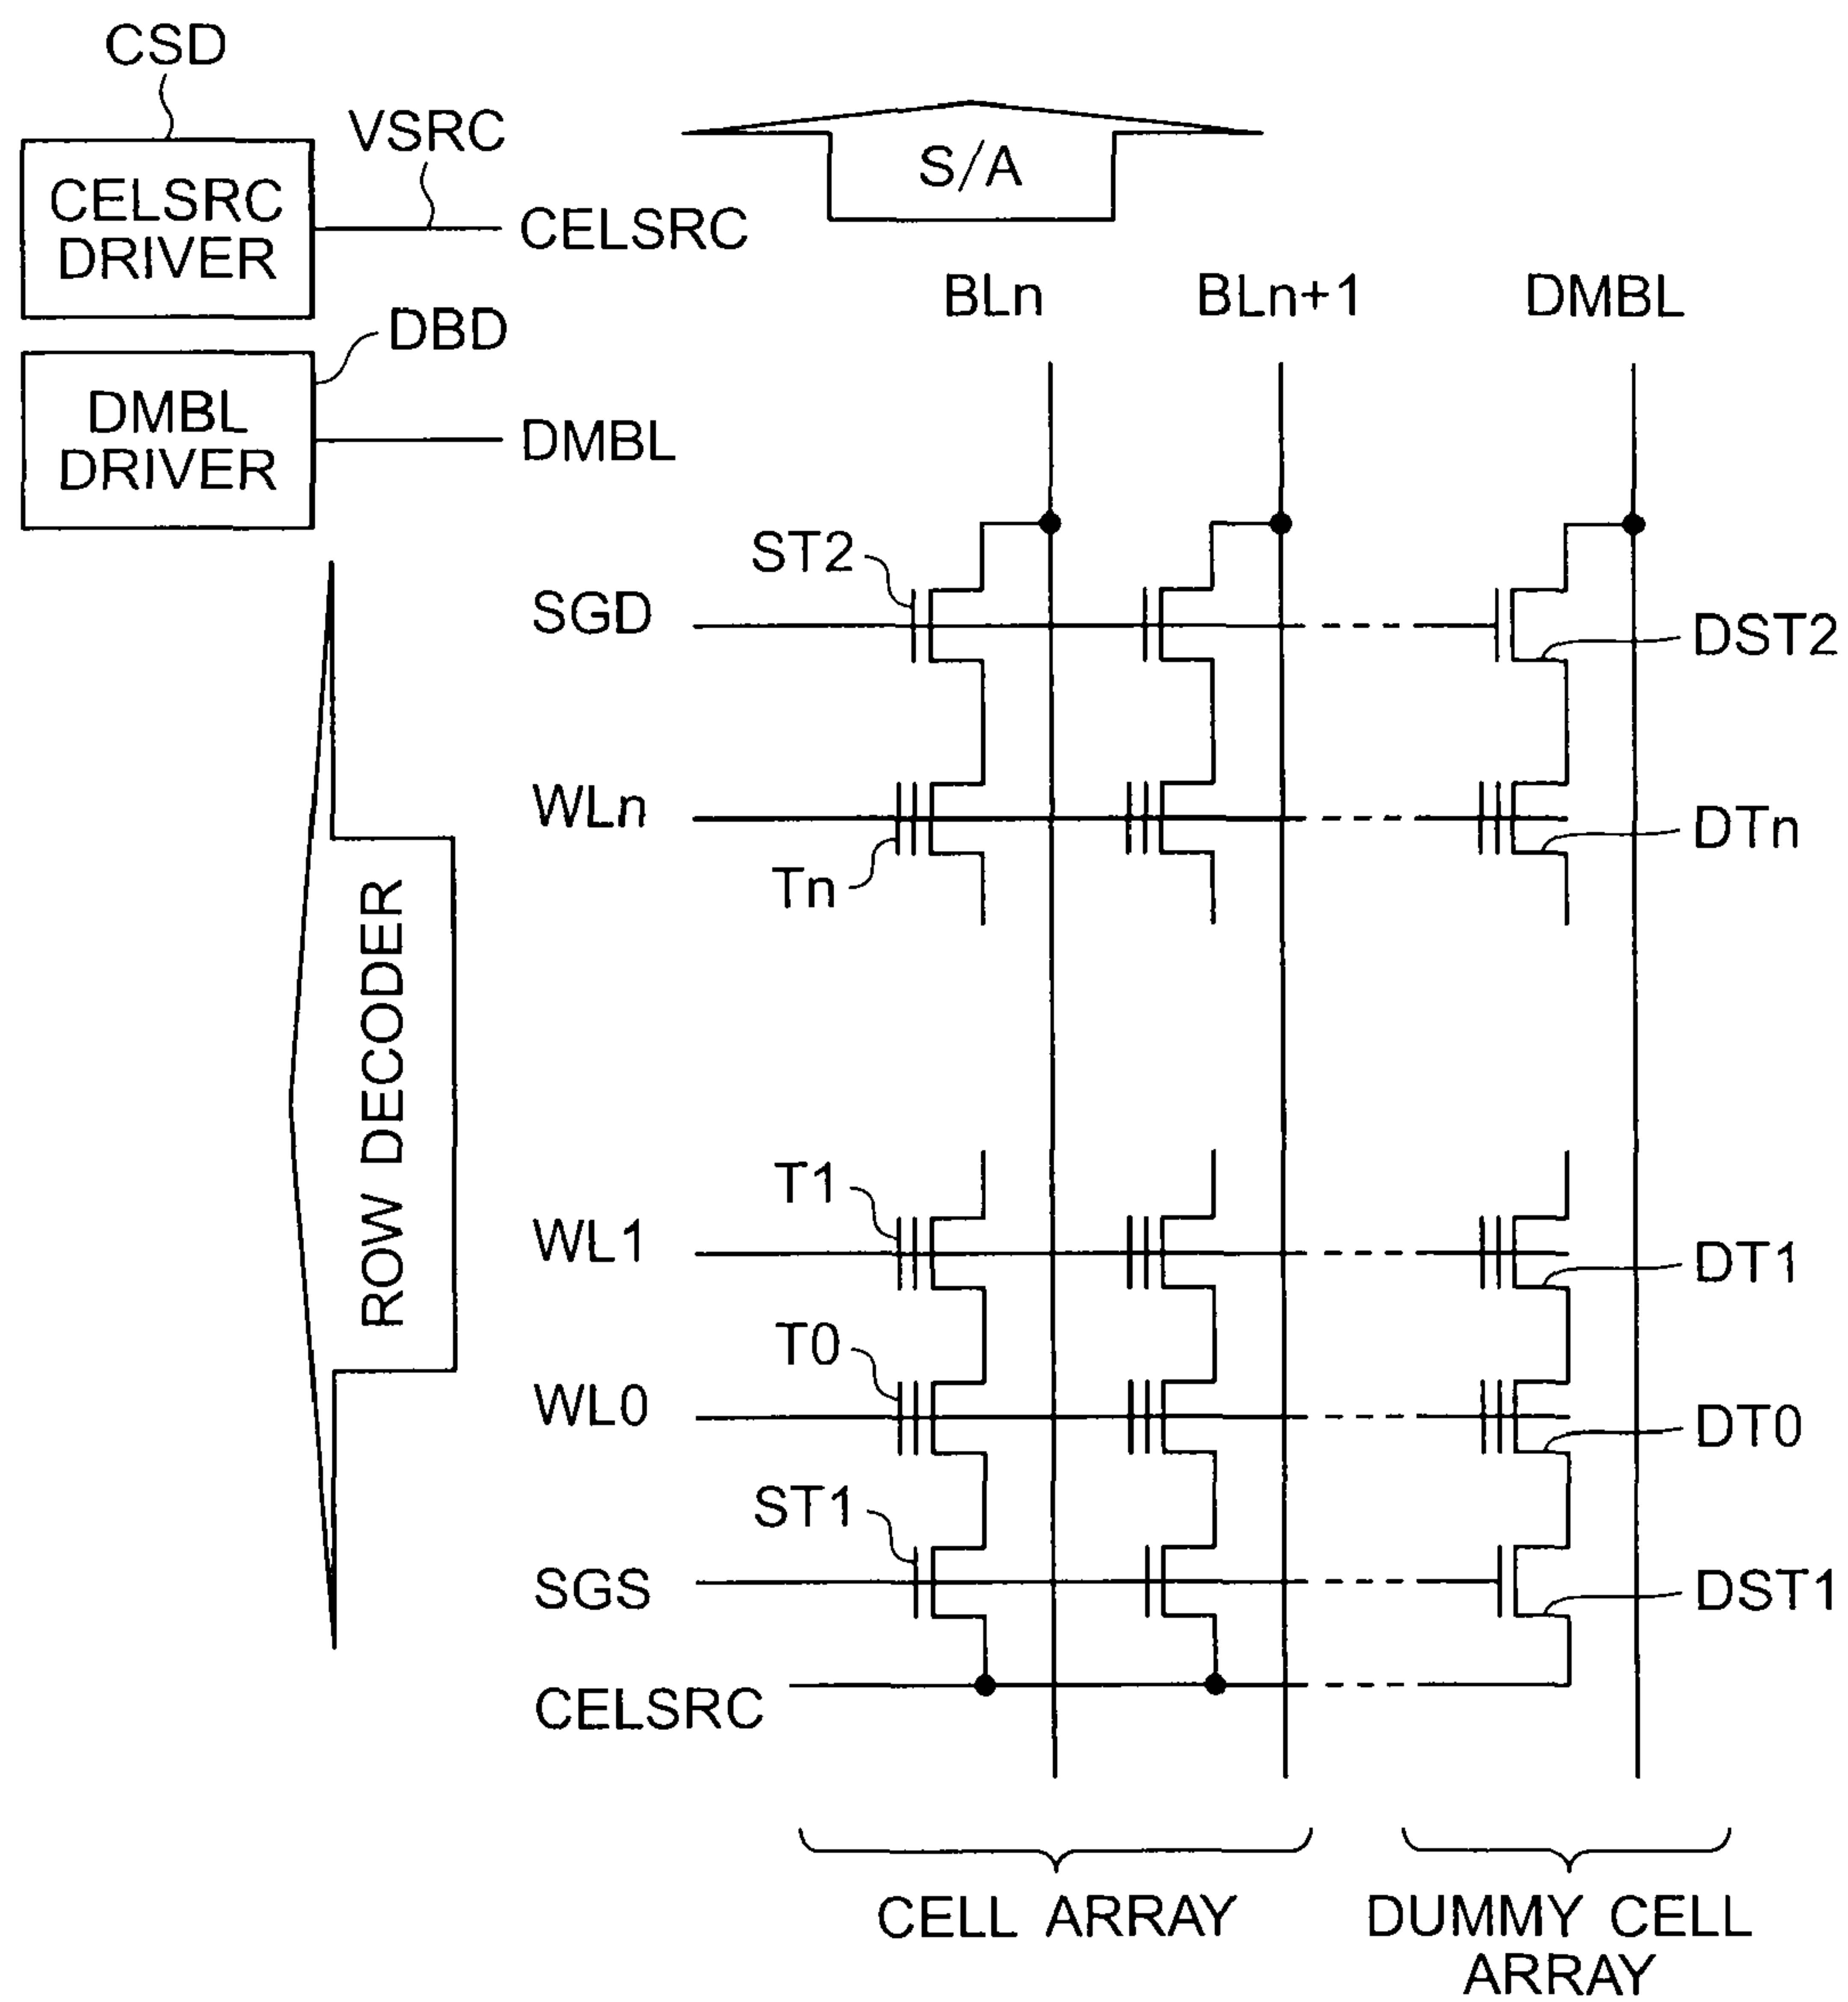 CSD
VSRC
CELSRC
DRIVER
CELSRC
S/A
BLn
BLn+1
DMBL
DBD
DMBL
DRIVER
DMBL
ST2
SGD
DST2
WLn
Tn
DTn
ROW DECODER
T1
WL1
DT1
T0
WL0
DT0
ST1
SGS
DST1
CELSRC
CELL ARRAY
DUMMY CELL
ARRAY